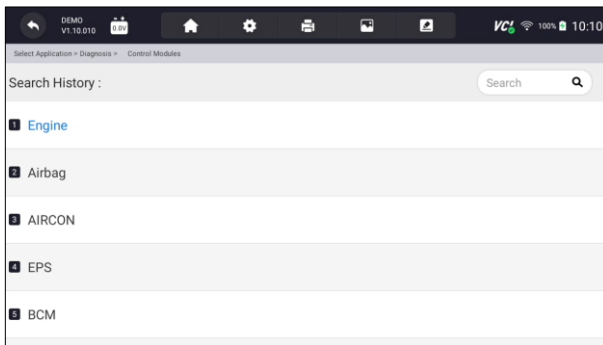 DEMO
V1.10.010
0.0V
VCI
100%
10:10
Select Application > Diagnosis > Control Modules
Search History :
Search
1 Engine
2 Airbag
3 AIRCON
4 EPS
5 BCM